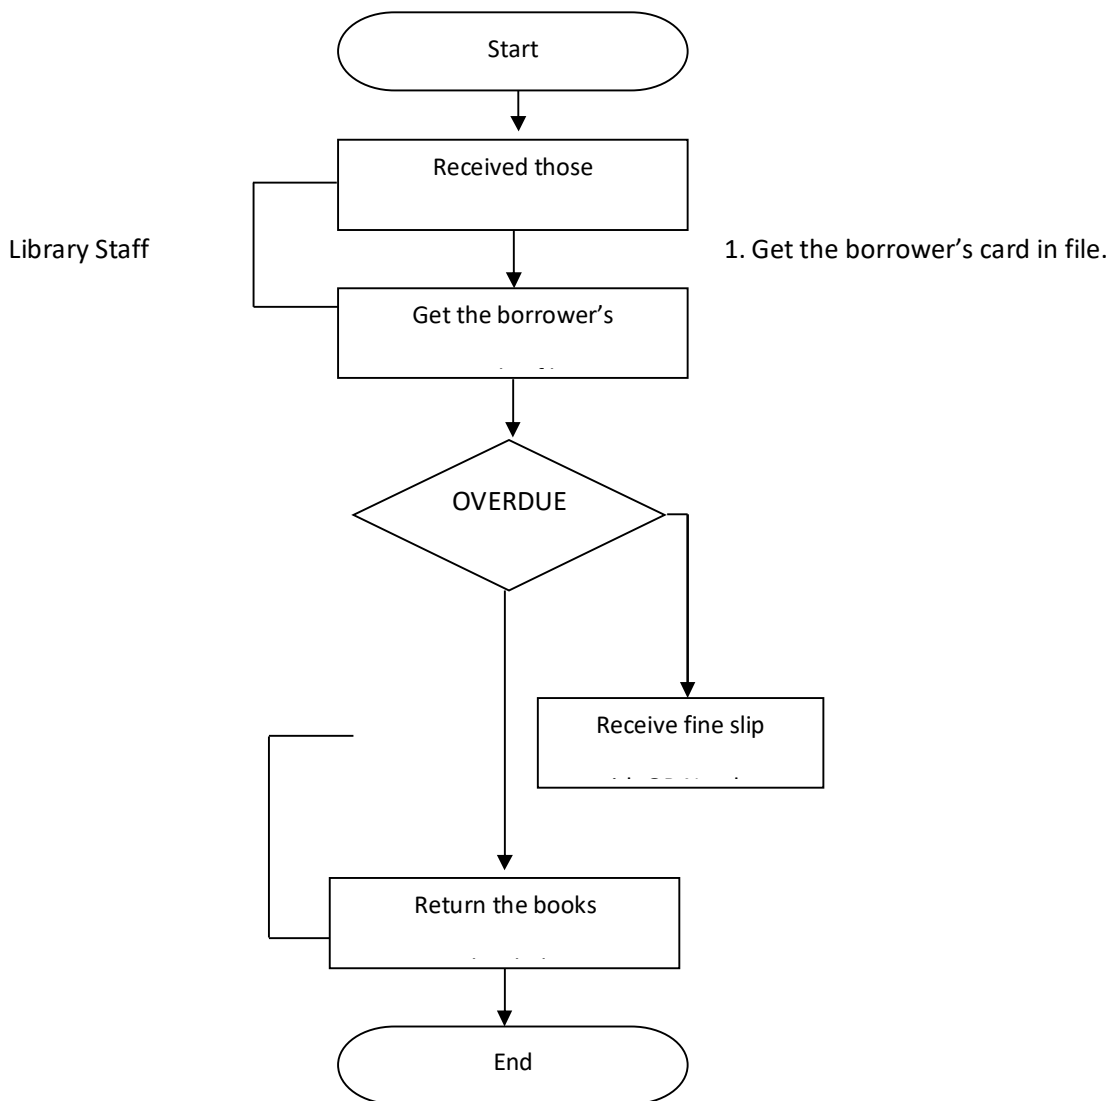 Start
Received those
Library Staff
1. Get the borrower’s card in file.
Get the borrower’s
OVERDUE
Receive fine slip
Return the books
End